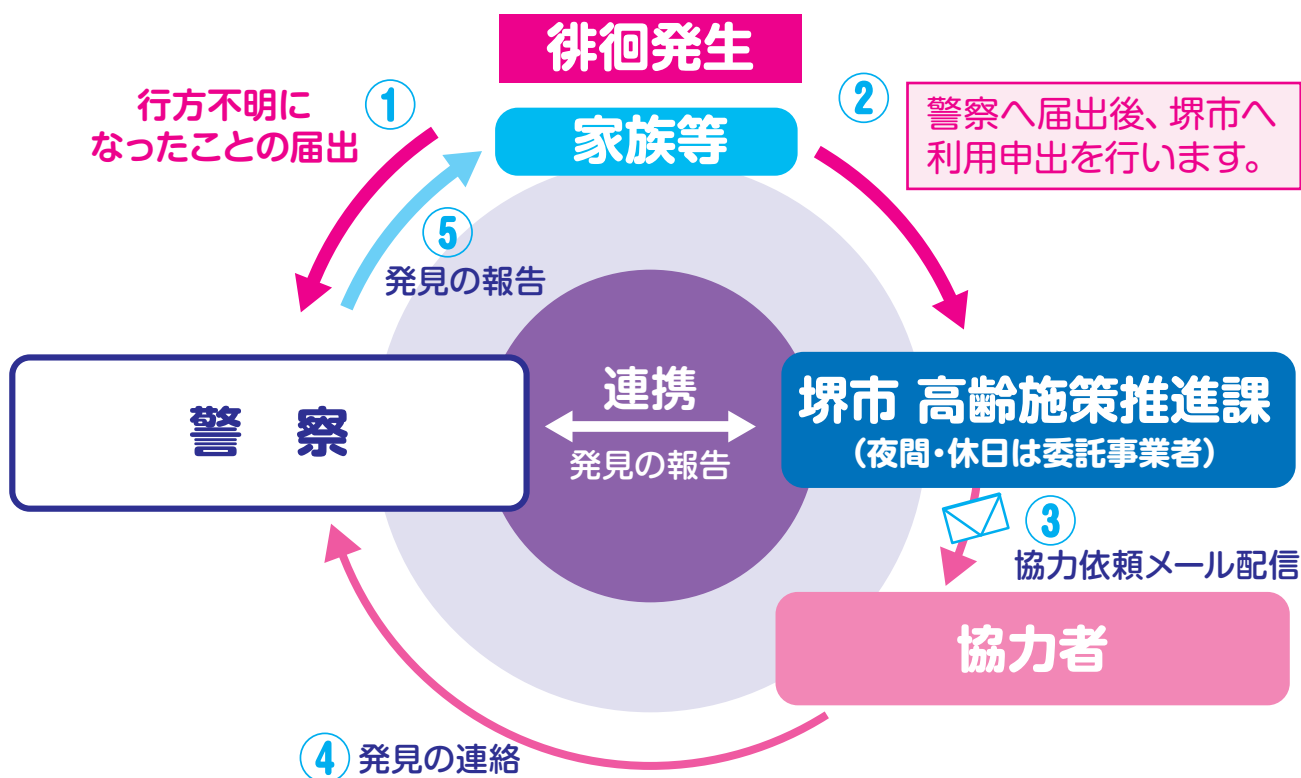 徘徊発生
家族等
①
行方不明に
なったことの届出
②
警察へ届出後、堺市へ
利用申出を行います。
⑤
発見の報告
警察
連携
発見の報告
堺市 高齢施策推進課
（夜間・休日は委託事業者）
③
協力依頼メール配信
協力者
④ 発見の連絡